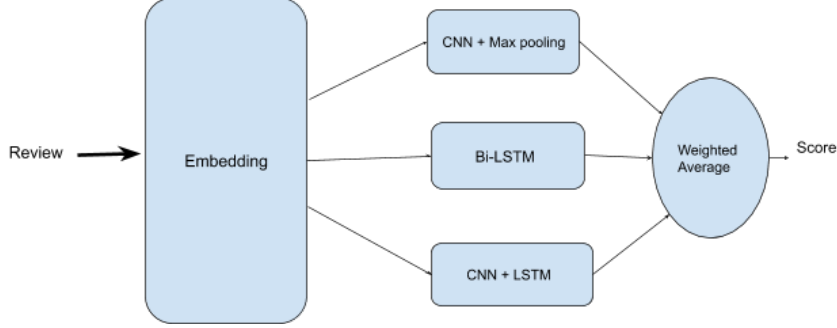 Review
Embedding
CNN + Max pooling
Bi-LSTM
CNN + LSTM
Weighted
Average
Score